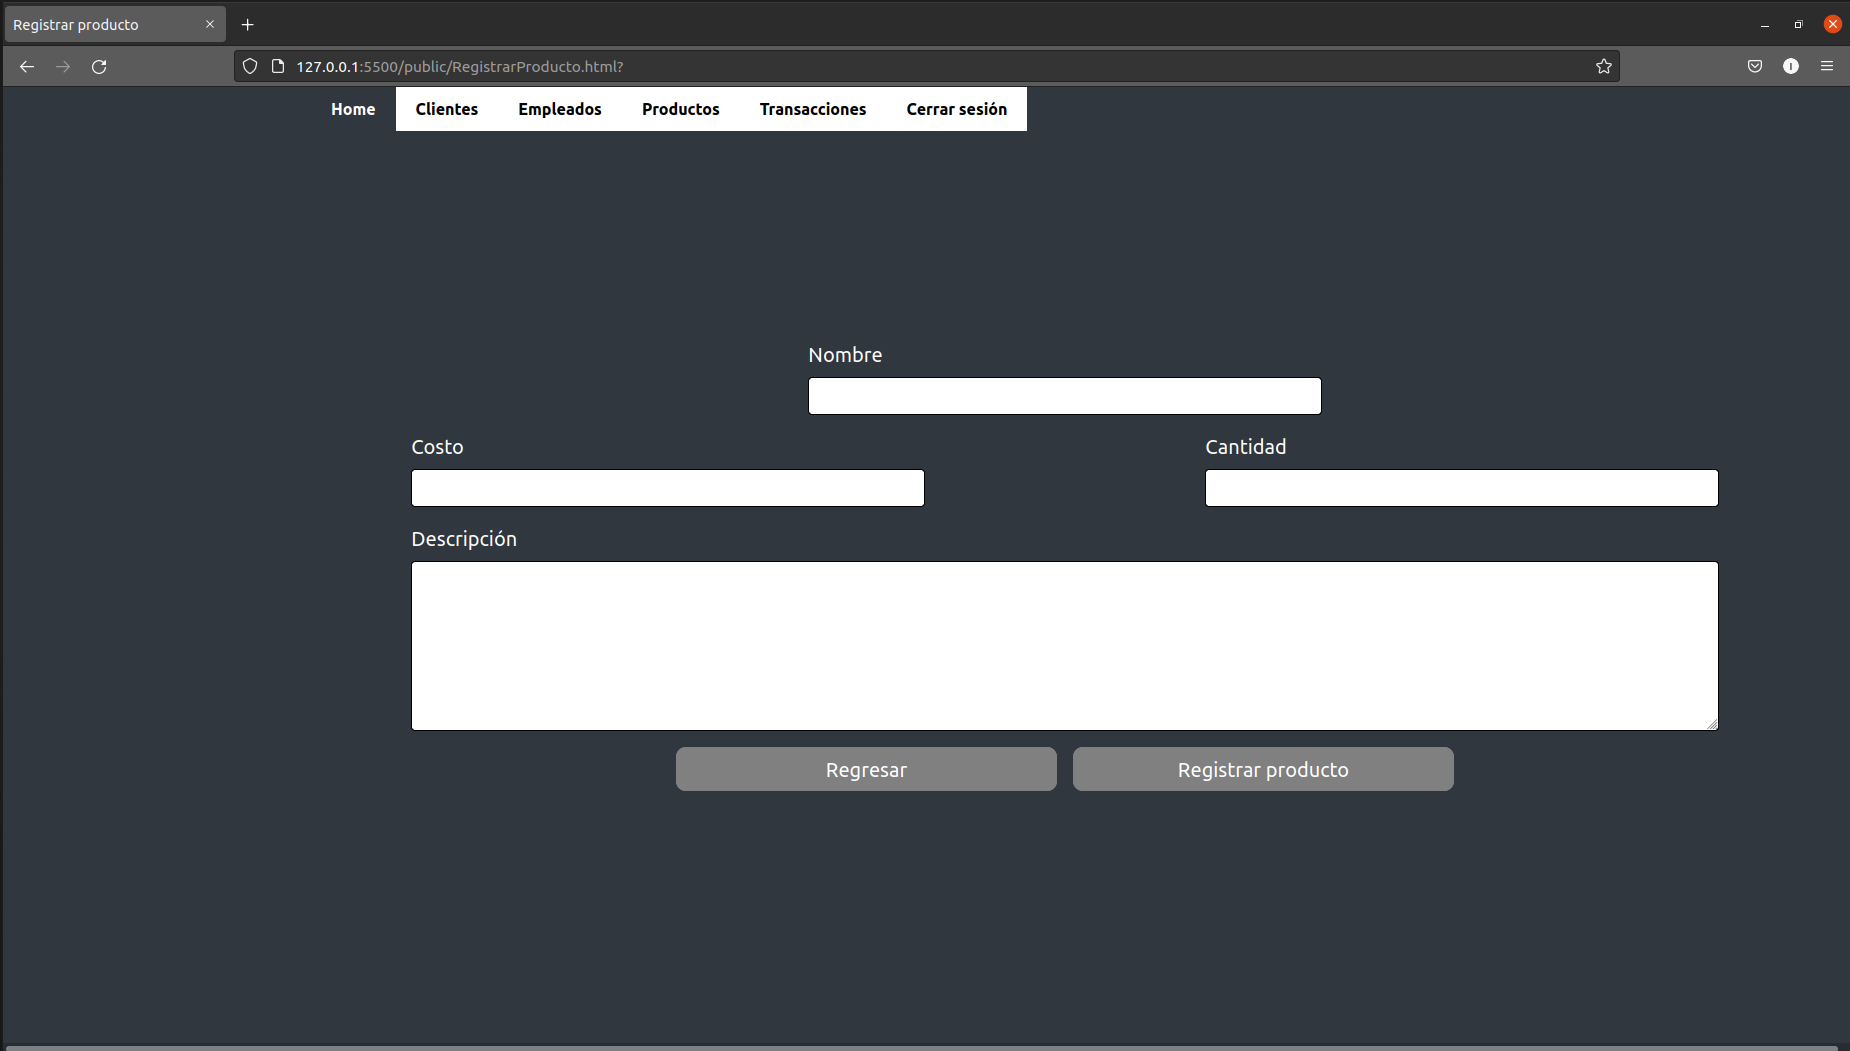 Registrar producto
127.0.0.1:5500/public/RegistrarProducto.html?
Home Clientes Empleados Productos Transacciones Cerrar sesión
Nombre
Costo Cantidad
Descripción
Regresar Registrar producto